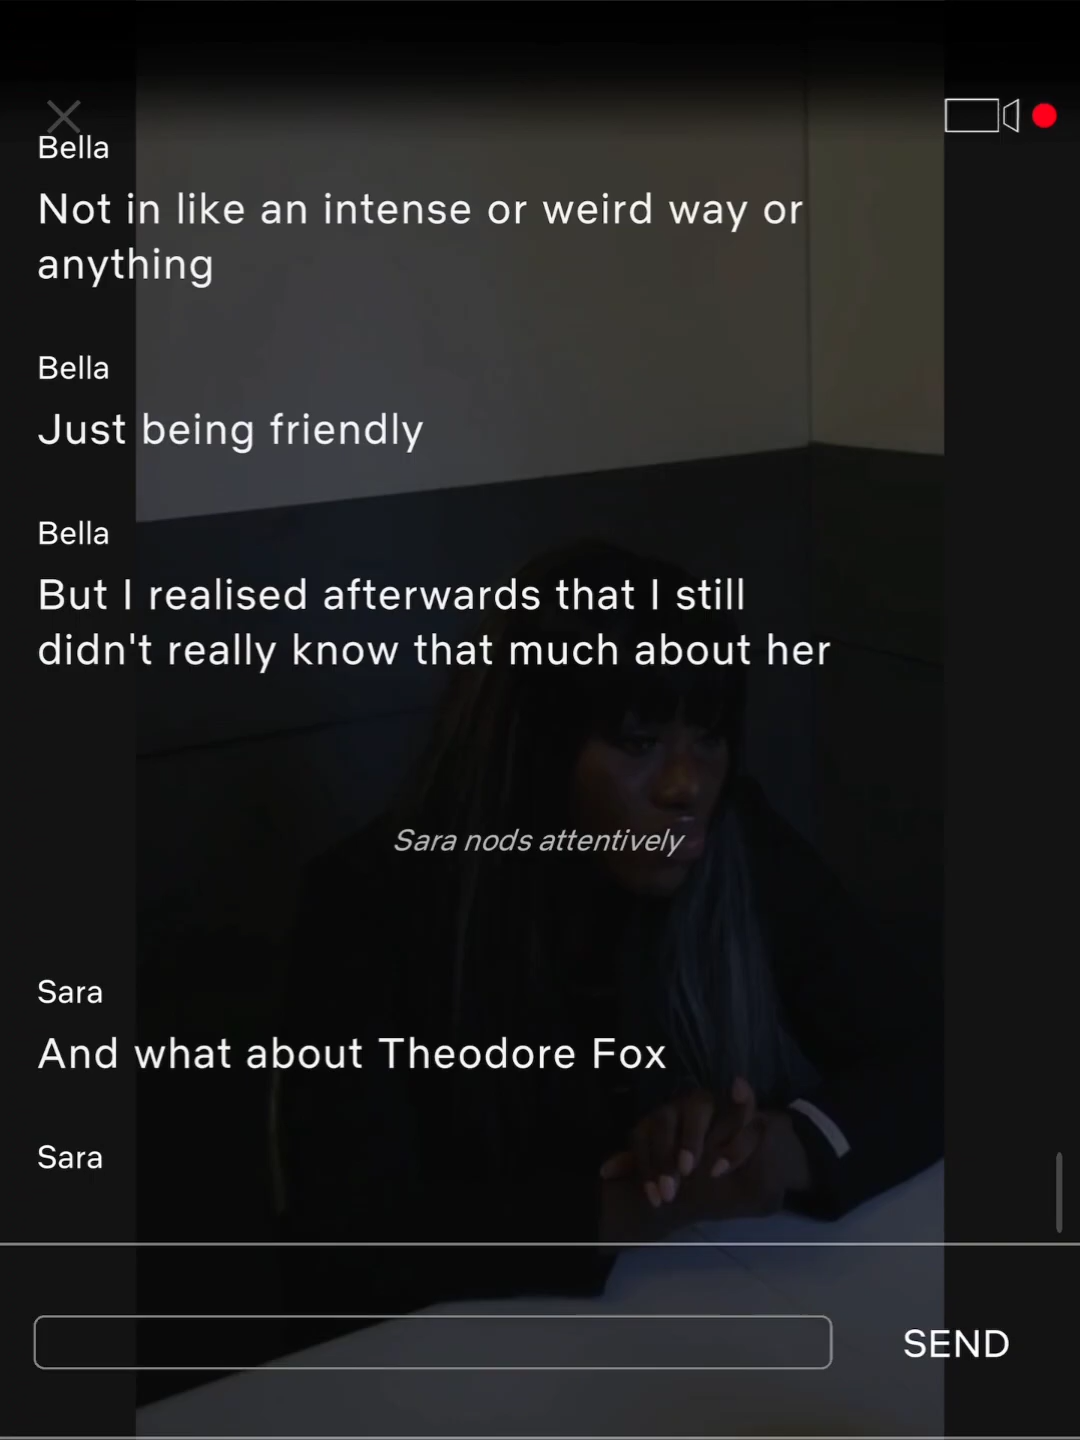 Bella
Not in like an intense or weird way or
anything
Bella
Just being friendly
Bella
But I realised afterwards that I still
didn't really know that much about her
Sara nods attentively
Sara
And what about Theodore Fox
Sara
SEND